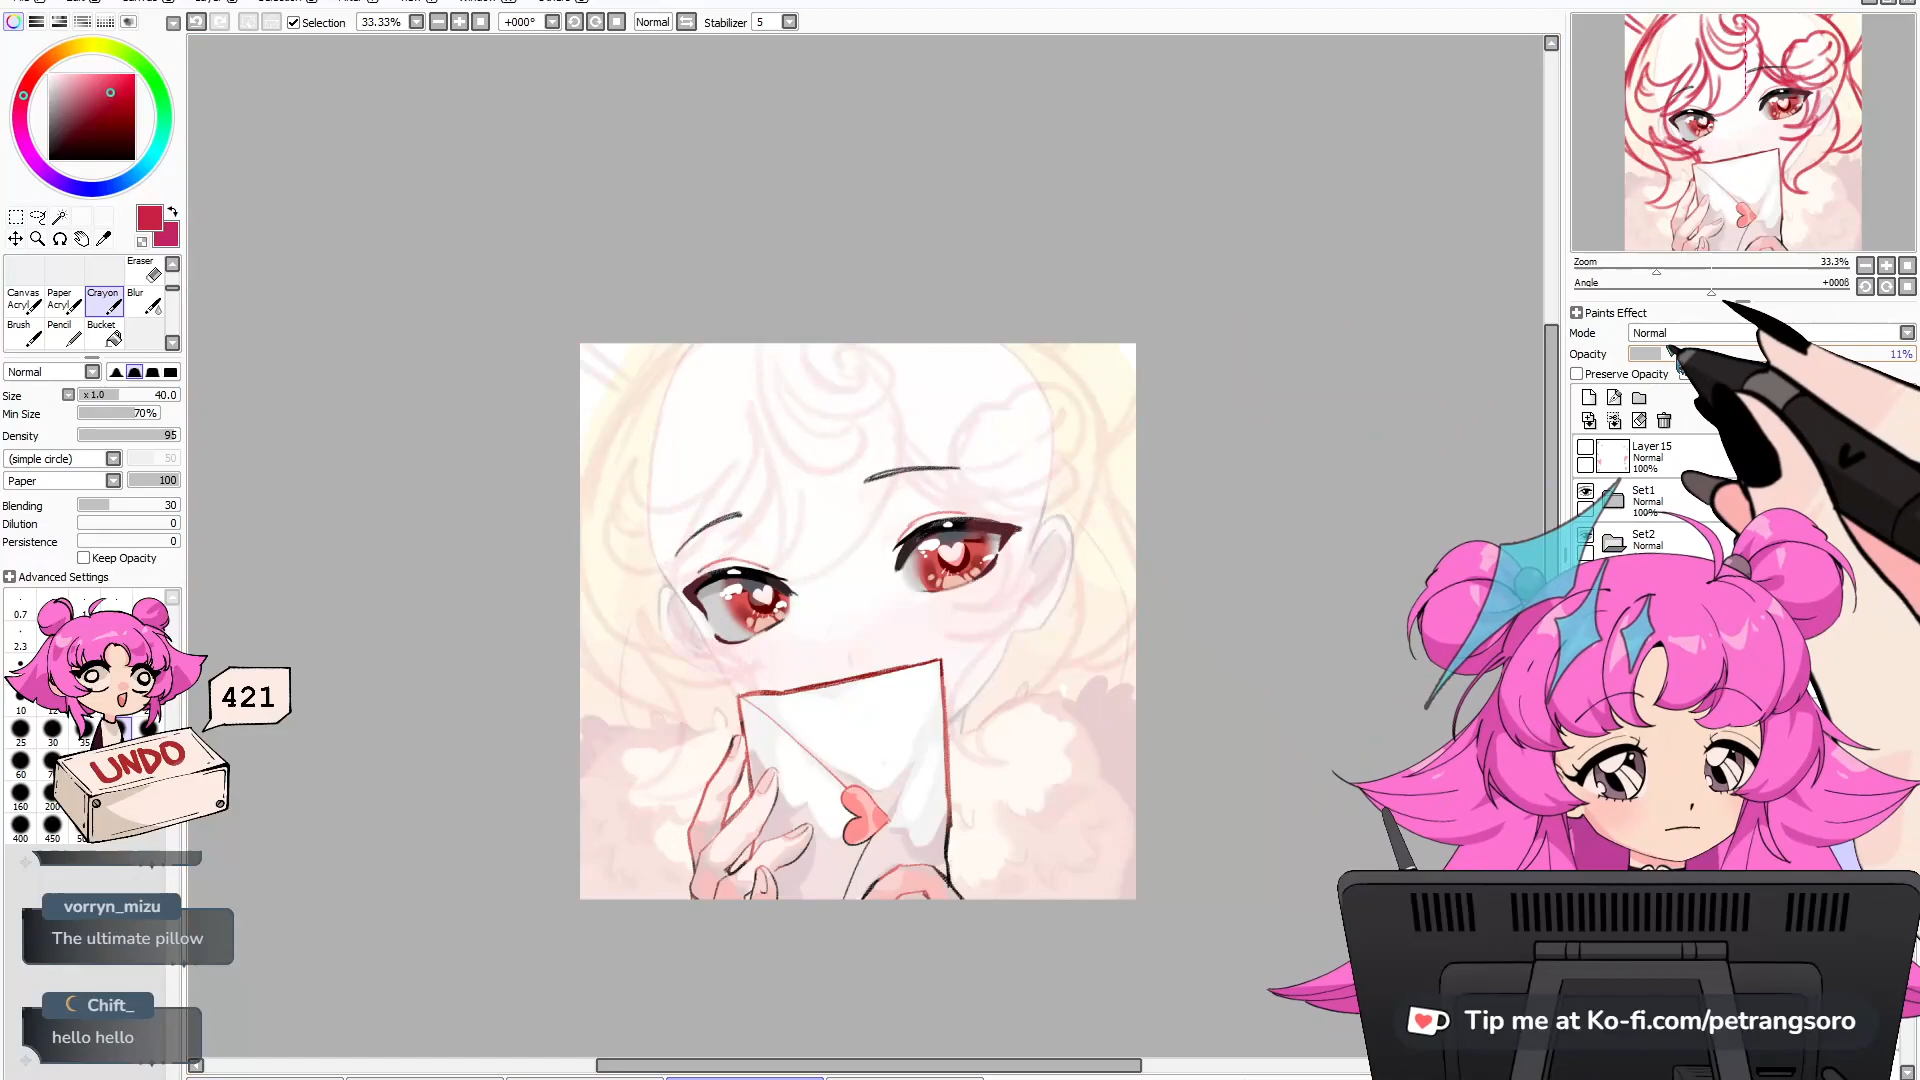 Selection
33.33%
+000°
Normal
Stabilizer
5
Eraser
Canvas
Acryl
Paper
Acryl
Crayon
Blur
Brush
Pencil
Bucket
Normal
Size
x 1.0
40.0
Min Size
70%
Density
95
(simple circle)
50
Paper
100
Blending
30
Dilution
0
Persistence
0
Keep Opacity
Advanced Settings
0.7
2.3
10
25
30
60
160
200
400
450
421
UNDO
vorryn_mizu
The ultimate pillow
Chift_
hello hello
Zoom
33.3%
Angle
Paints Effect
Mode
Normal
Opacity
11%
Preserve Opacity
Layer15
Normal
100%
Set1
Normal
100%
Set2
Normal
Tip me at Ko-fi.com/petrangsoro